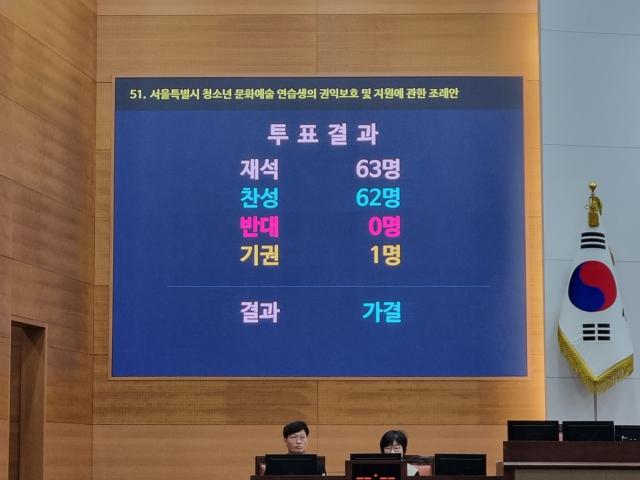 51. 서울특별시 청소년 문화예술 연습생의 권익보호 및 지원에 관한 조례안
투표결과
재석 63명
찬성 62명
반대 0명
기권 1명
결과 가결